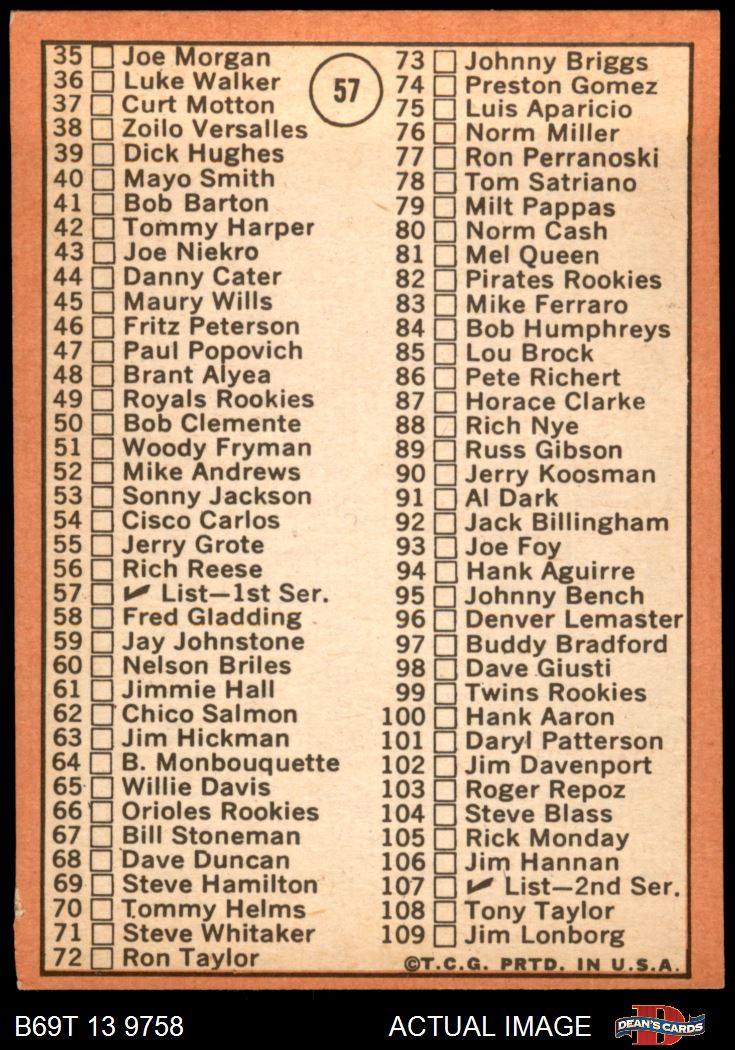 35 Joe Morgan
36 Luke Walker
37 Curt Motton
38 Zoilo Versalles
39 Dick Hughes
40 Mayo Smith
41 Bob Barton
42 Tommy Harper
43 Joe Niekro
44 Danny Cater
45 Maury Wills
46 Fritz Peterson
47 Paul Popovich
48 Brant Alyea
49 Royals Rookies
50 Bob Clemente
51 Woody Fryman
52 Mike Andrews
53 Sonny Jackson
54 Cisco Carlos
55 Jerry Grote
56 Rich Reese
57 ✔ List—1st Ser.
58 Fred Gladding
59 Jay Johnstone
60 Nelson Briles
61 Jimmie Hall
62 Chico Salmon
63 Jim Hickman
64 B. Monbouquette
65 Willie Davis
66 Orioles Rookies
67 Bill Stoneman
68 Dave Duncan
69 Steve Hamilton
70 Tommy Helms
71 Steve Whitaker
72 Ron Taylor
57
73 Johnny Briggs
74 Preston Gomez
75 Luis Aparicio
76 Norm Miller
77 Ron Perranoski
78 Tom Satriano
79 Milt Pappas
80 Norm Cash
81 Mel Queen
82 Pirates Rookies
83 Mike Ferraro
84 Bob Humphreys
85 Lou Brock
86 Pete Richert
87 Horace Clarke
88 Rich Nye
89 Russ Gibson
90 Jerry Koosman
91 Al Dark
92 Jack Billingham
93 Joe Foy
94 Hank Aguirre
95 Johnny Bench
96 Denver Lemaster
97 Buddy Bradford
98 Dave Giusti
99 Twins Rookies
100 Hank Aaron
101 Daryl Patterson
102 Jim Davenport
103 Roger Repoz
104 Steve Blass
105 Rick Monday
106 Jim Hannan
107 ✔ List—2nd Ser.
108 Tony Taylor
109 Jim Lonborg
©T.C.G. PRTD. IN U.S.A.
B69T 13 9758 ACTUAL IMAGE DEAN'S CARDS